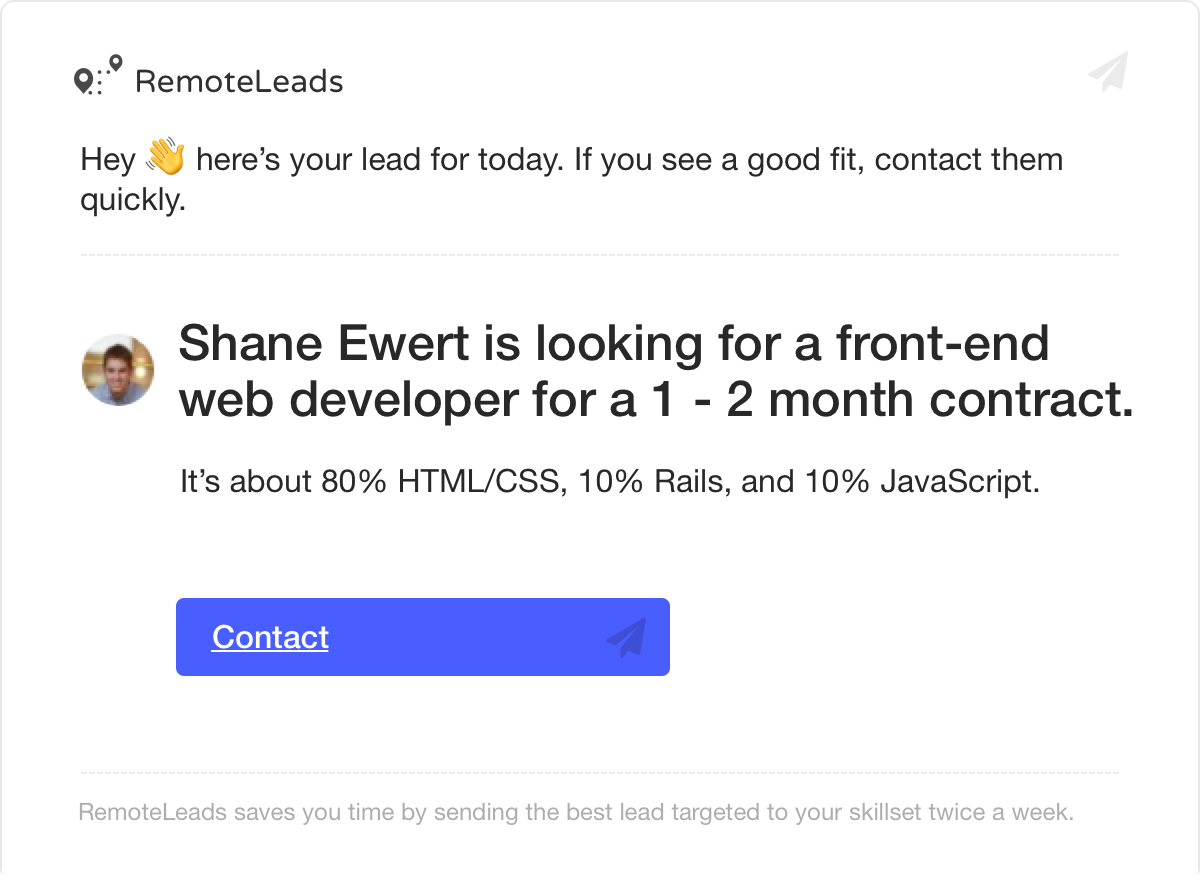 RemoteLeads
Hey 👋 here’s your lead for today. If you see a good fit, contact them
quickly.
Shane Ewert is looking for a front-end
web developer for a 1 - 2 month contract.
It’s about 80% HTML/CSS, 10% Rails, and 10% JavaScript.
Contact
RemoteLeads saves you time by sending the best lead targeted to your skillset twice a week.